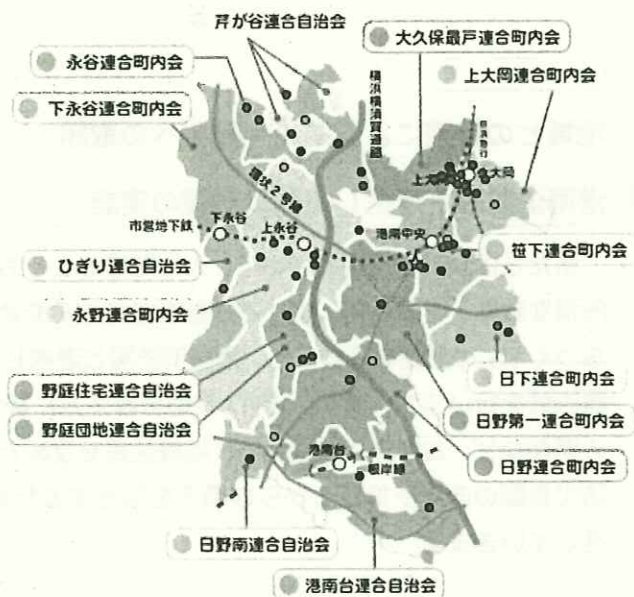 芹が谷連合自治会
永谷連合町内会
大久保最戸連合町内会
上大岡連合町内会
下永谷連合町内会
横浜横須賀道路
京浜急行
環状2号線
上大岡
上大岡
市営地下鉄
下永谷
上永谷
港南中央
笹下連合町内会
ひぎり連合自治会
永野連合町内会
日下連合町内会
野庭住宅連合自治会
日野第一連合町内会
野庭団地連合自治会
日野連合町内会
港南台
根岸線
日野南連合自治会
港南台連合自治会